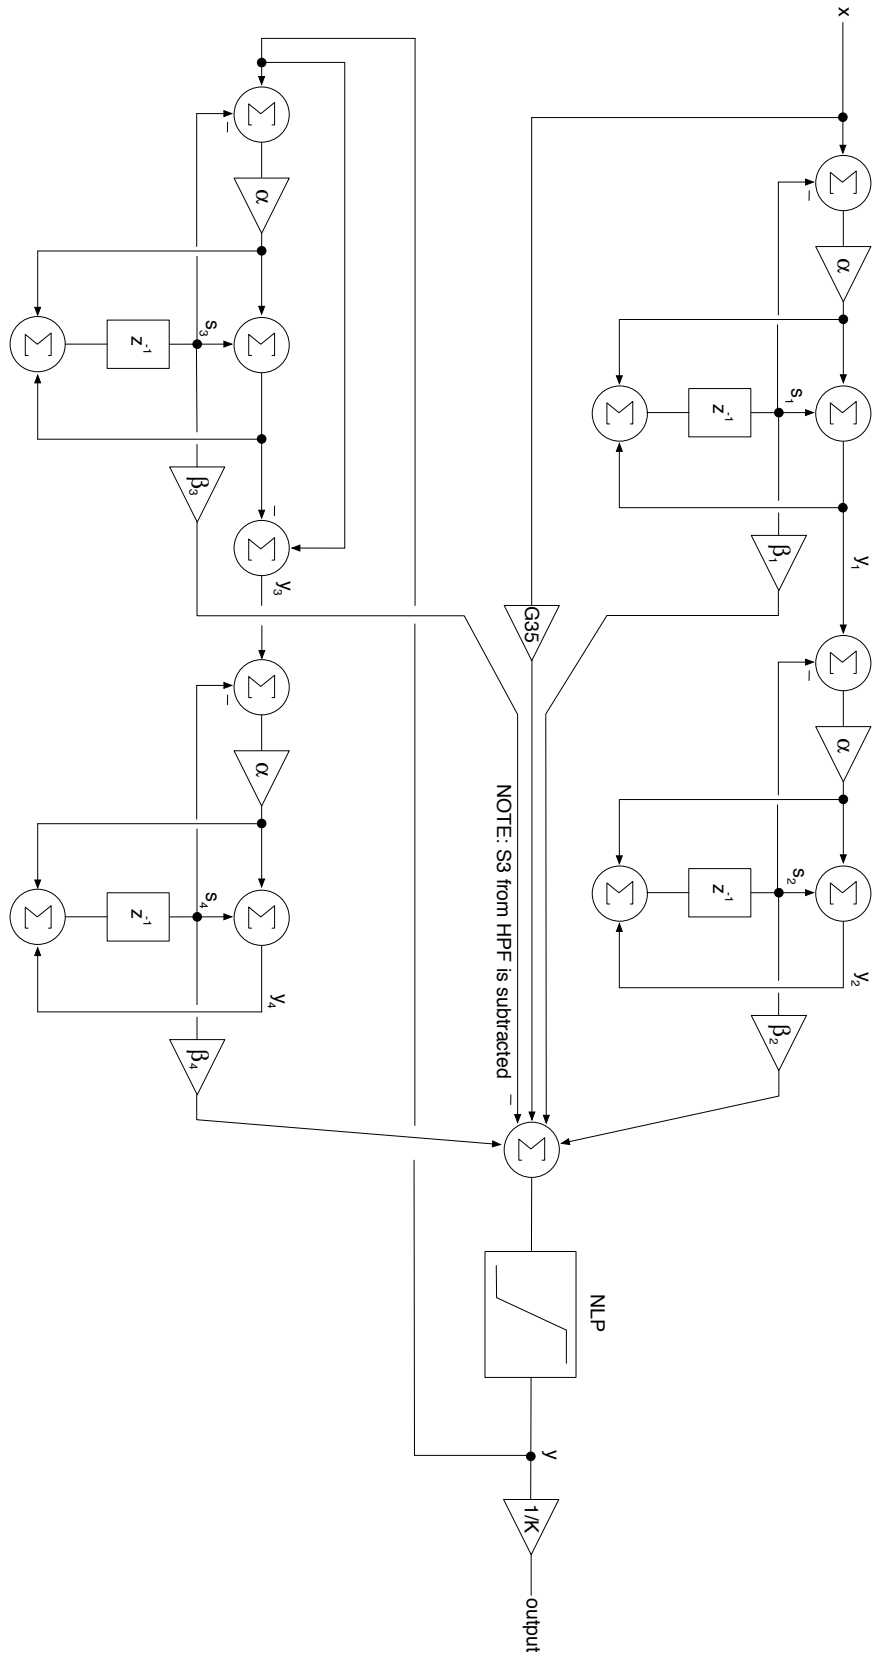 x
Σ
–
α
Σ
s₁
z⁻¹
Σ
β₁
y₁
Σ
–
α
Σ
s₂
z⁻¹
Σ
y₂
β₂
G35
NOTE: S3 from HPF is subtracted
–
Σ
NLP
y
1/K
output
Σ
–
α
Σ
s₃
z⁻¹
Σ
β₃
–
Σ
y₃
Σ
–
α
Σ
s₄
z⁻¹
Σ
y₄
β₄